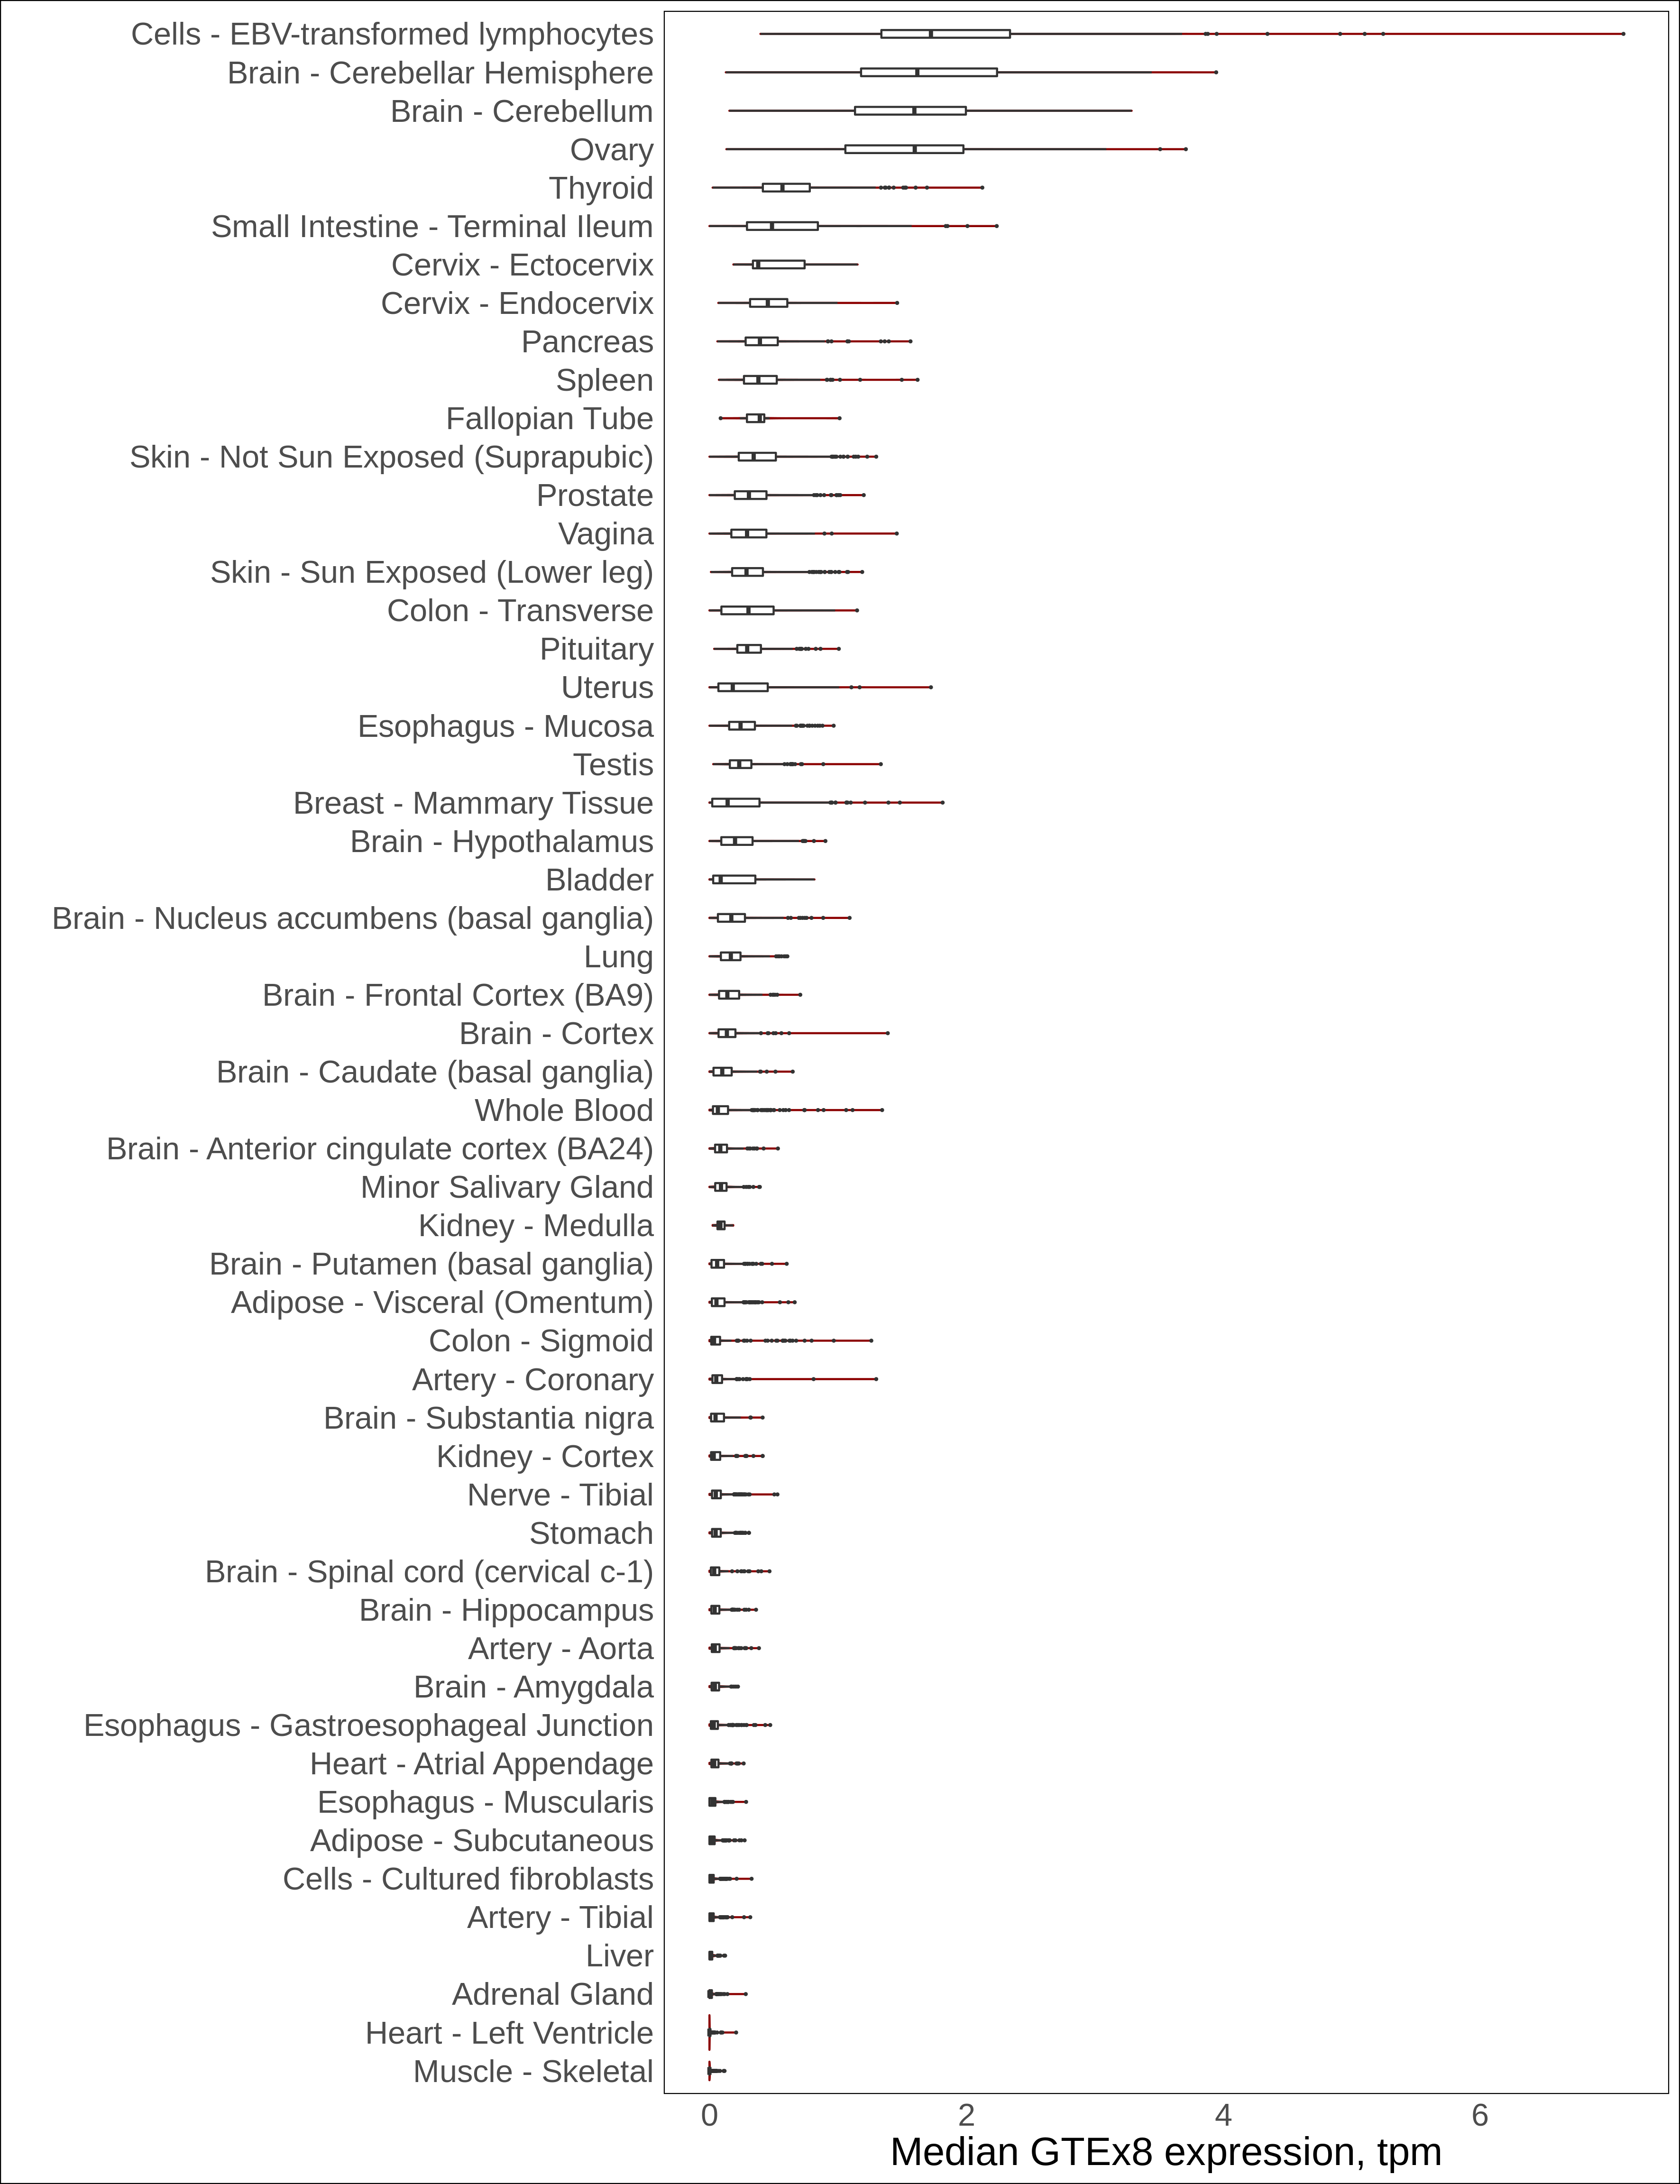 Cells - EBV-transformed lymphocytes
Brain - Cerebellar Hemisphere
Brain - Cerebellum
Ovary
Thyroid
Small Intestine - Terminal Ileum
Cervix - Ectocervix
Cervix - Endocervix
Pancreas
Spleen
Fallopian Tube
Skin - Not Sun Exposed (Suprapubic)
Prostate
Vagina
Skin - Sun Exposed (Lower leg)
Colon - Transverse
Pituitary
Uterus
Esophagus - Mucosa
Testis
Breast - Mammary Tissue
Brain - Hypothalamus
Bladder
Brain - Nucleus accumbens (basal ganglia)
Lung
Brain - Frontal Cortex (BA9)
Brain - Cortex
Brain - Caudate (basal ganglia)
Whole Blood
Brain - Anterior cingulate cortex (BA24)
Minor Salivary Gland
Kidney - Medulla
Brain - Putamen (basal ganglia)
Adipose - Visceral (Omentum)
Colon - Sigmoid
Artery - Coronary
Brain - Substantia nigra
Kidney - Cortex
Nerve - Tibial
Stomach
Brain - Spinal cord (cervical c-1)
Brain - Hippocampus
Artery - Aorta
Brain - Amygdala
Esophagus - Gastroesophageal Junction
Heart - Atrial Appendage
Esophagus - Muscularis
Adipose - Subcutaneous
Cells - Cultured fibroblasts
Artery - Tibial
Liver
Adrenal Gland
Heart - Left Ventricle
Muscle - Skeletal
0 2 4 6
Median GTEx8 expression, tpm